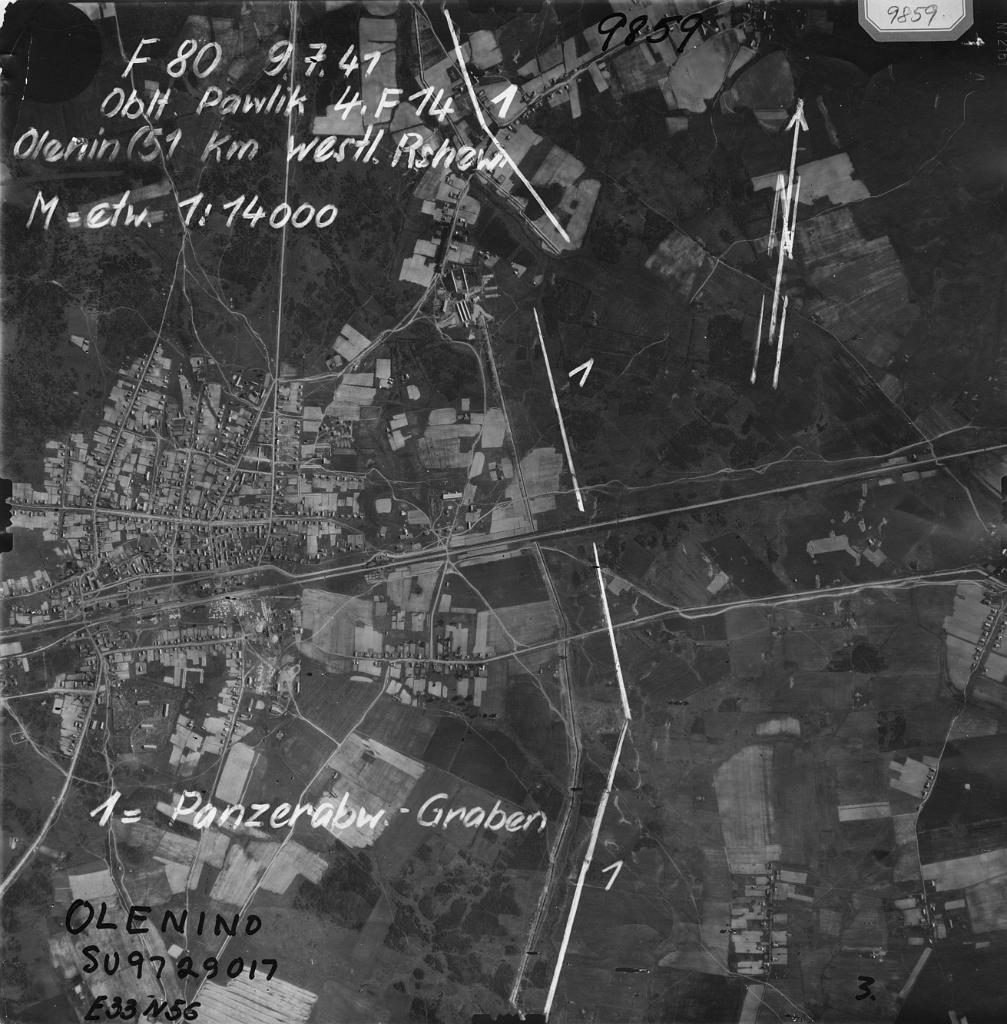 9859.
9859
F 80 9.7.41
Oblt. Pawlik 4.F 14
Olenin (51 km westl. Rshew.
M = etw. 1:14000
1
N
1
1 = Panzerabw.-Graben
1
OLENINO
SU9729017
E33 N56
3.